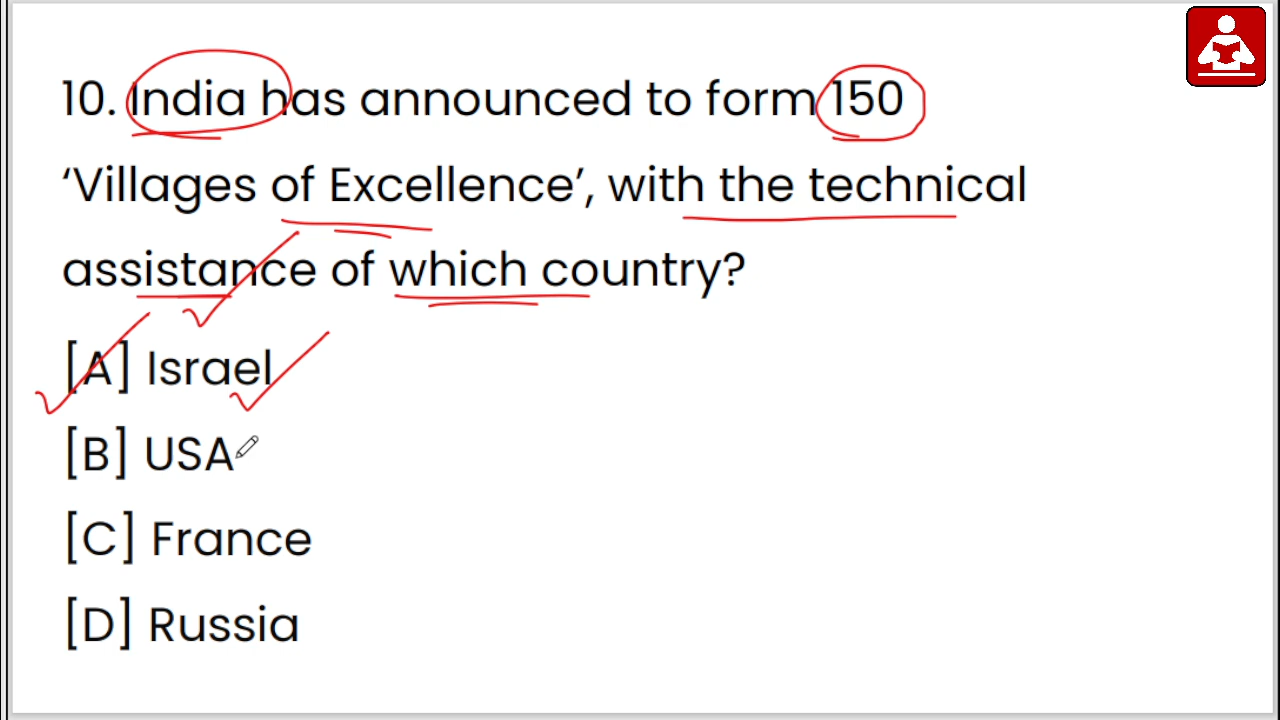 10. India has announced to form 150
‘Villages of Excellence’, with the technical
assistance of which country?
[A] Israel
[B] USA
[C] France
[D] Russia